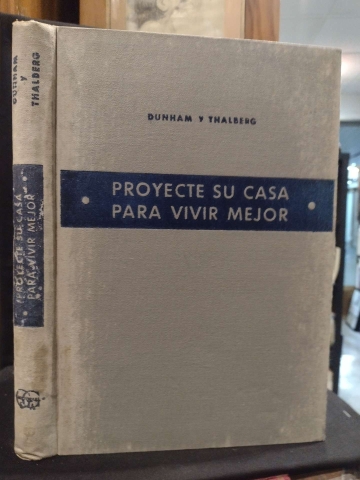 DUNHAM Y THALBERG
PROYECTE SU CASA
PARA VIVIR MEJOR
DUNHAM
Y
THALBERG
PROYECTE SU CASA
PARA VIVIR MEJOR